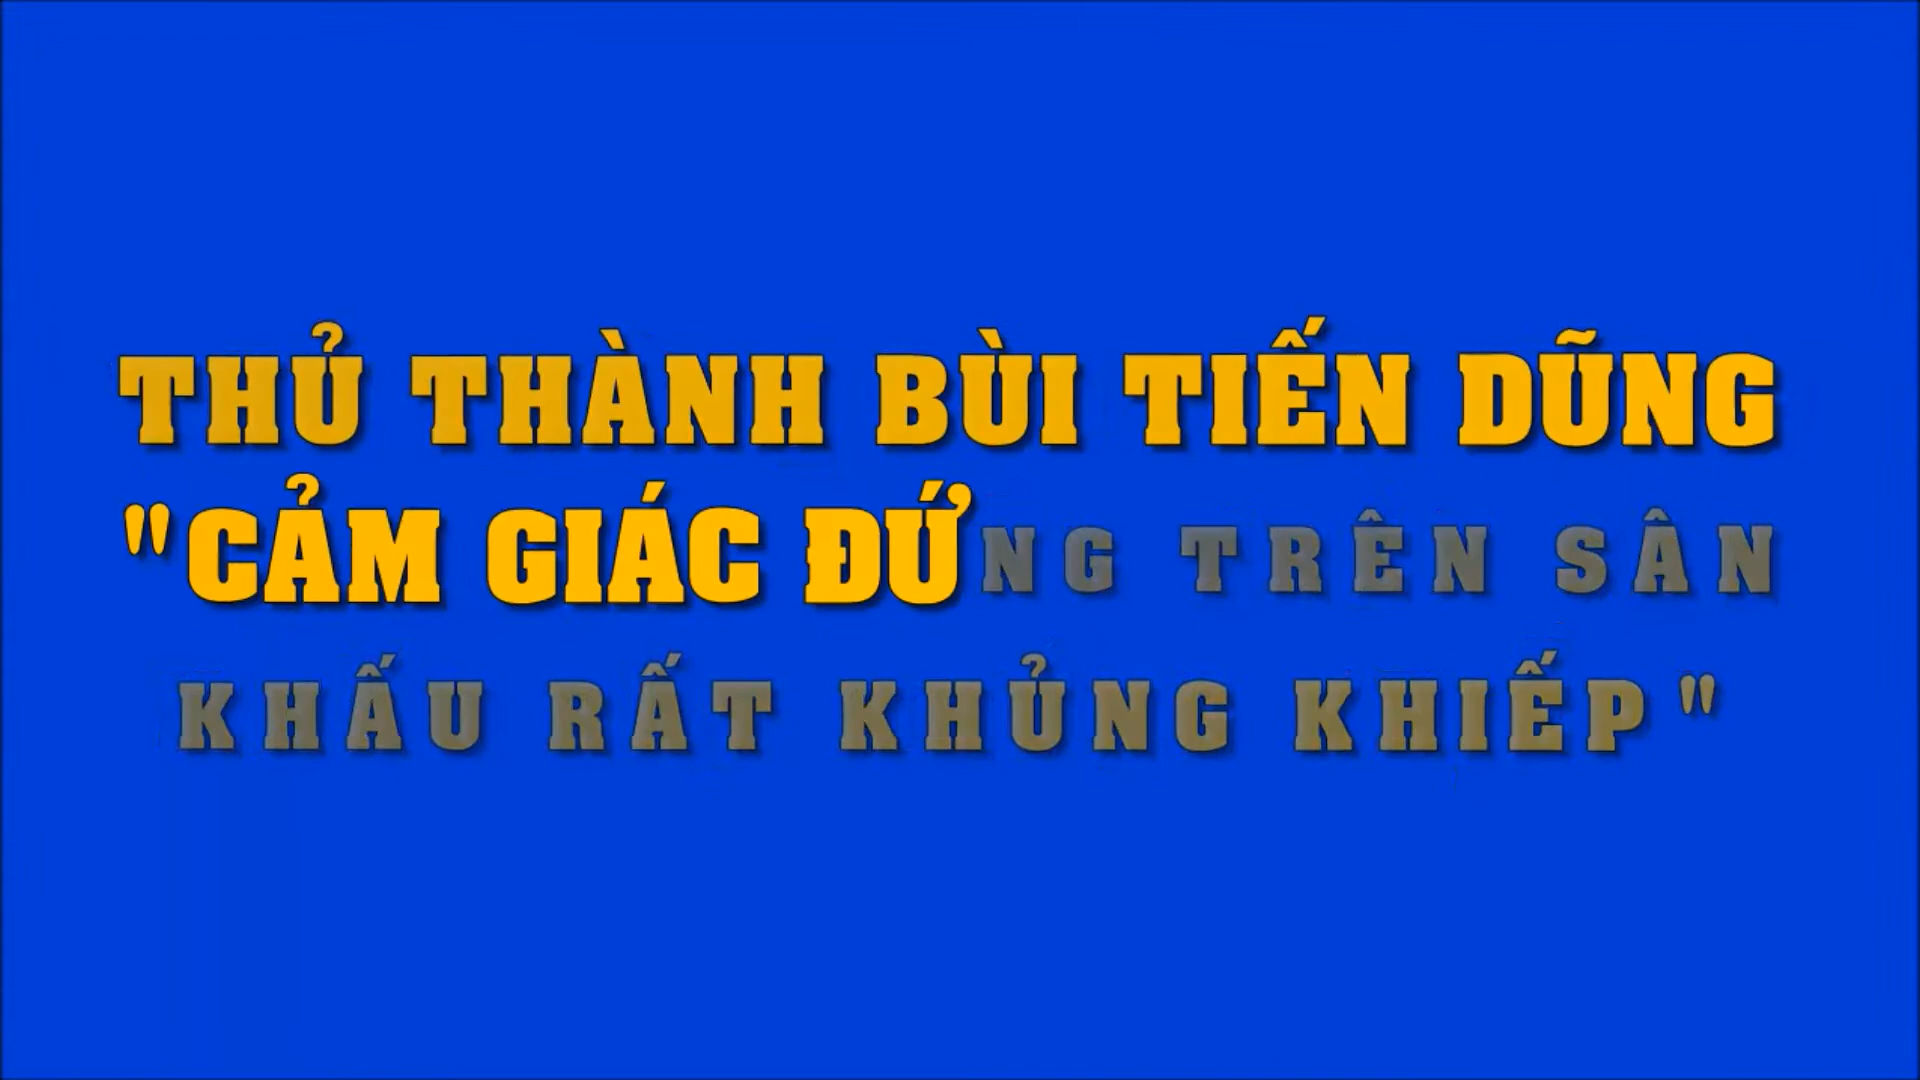 THỦ THÀNH BÙI TIẾN DŨNG
"CẢM GIÁC ĐỨNG TRÊN SÂN
KHẤU RẤT KHỦNG KHIẾP"